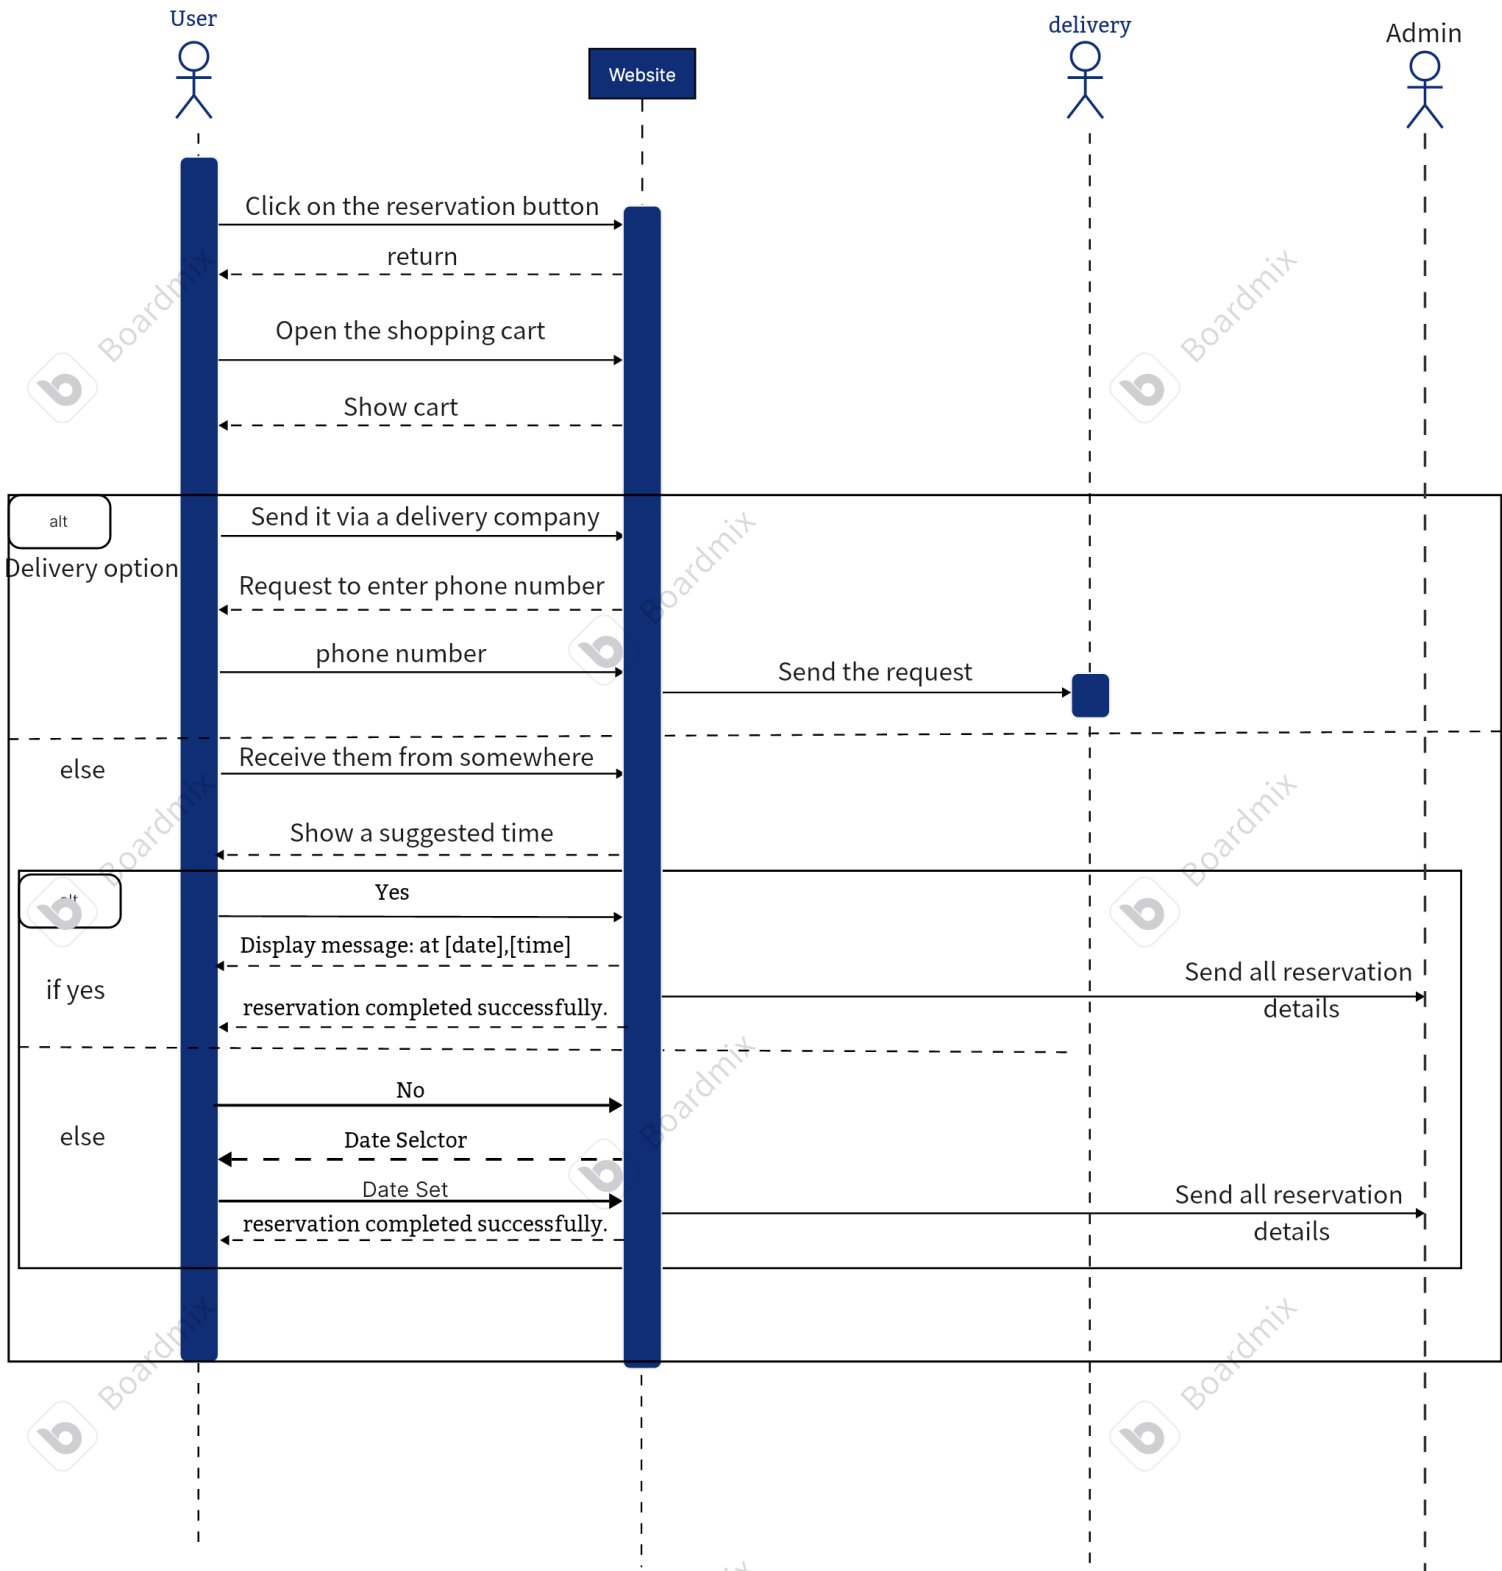 User
delivery
Admin
Website
Click on the reservation button
return
Boardmix
Boardmix
Open the shopping cart
Show cart
alt
Send it via a delivery company
Boardmix
Delivery option
Request to enter phone number
phone number
Send the request
else
Receive them from somewhere
Boardmix
Boardmix
Show a suggested time
Yes
Display message: at [date],[time]
if yes
Send all reservation
details
reservation completed successfully.
Boardmix
No
else
Date Selctor
Date Set
Send all reservation
details
reservation completed successfully.
Boardmix
Boardmix